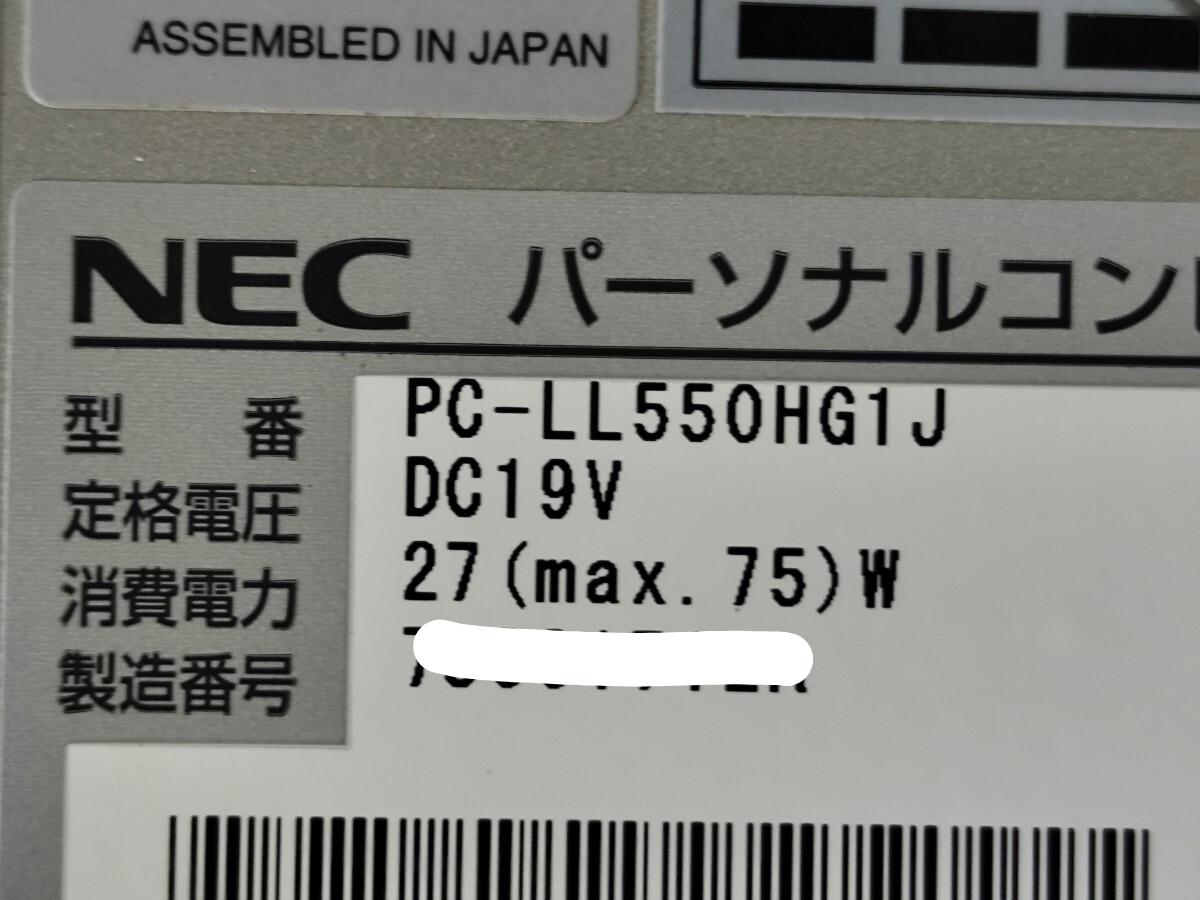 ASSEMBLED IN JAPAN
NEC パーソナルコン
型番 PC-LL550HG1J
定格電圧 DC19V
消費電力 27(max.75)W
製造番号